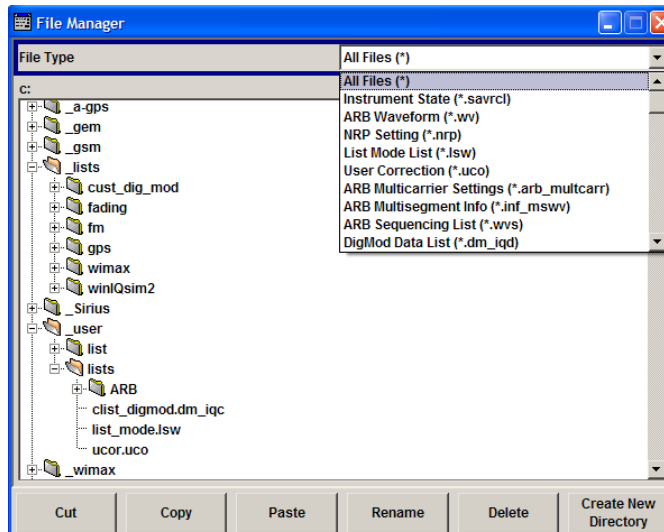 File Manager
File Type
All Files (*)
c:
All Files (*)
Instrument State (*.savrcl)
ARB Waveform (*.wv)
NRP Setting (*.nrp)
List Mode List (*.lsw)
User Correction (*.uco)
ARB Multicarrier Settings (*.arb_multcarr)
ARB Multisegment Info (*.inf_mswv)
ARB Sequencing List (*.wvs)
DigMod Data List (*.dm_iqd)
_a-gps
_gem
_gsm
_lists
cust_dig_mod
fading
fm
gps
wimax
winIQsim2
_Sirius
_user
list
lists
ARB
clist_digmod.dm_iqc
list_mode.lsw
ucor.uco
_wimax
Cut
Copy
Paste
Rename
Delete
Create New
Directory